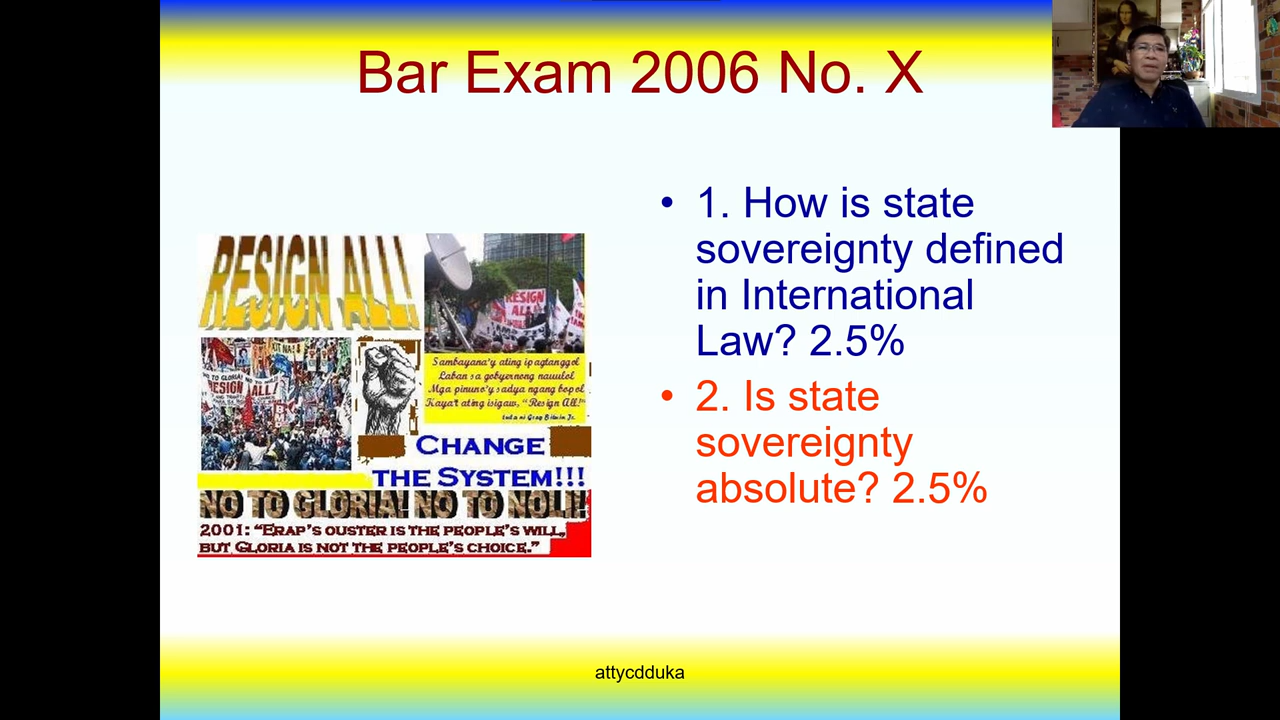 Bar Exam 2006 No. X
RESIGN ALL!
RESIGN
ALL!
RESIGN ALL!
Sambayana'y ating ipagtanggol
Laban sa gobyernong nauulol
Mga pinuno'y sadya ngang bopol
Kaya't ating isigaw, "Resign All!"
CHANGE
THE SYSTEM!!!
NO TO GLORIA! NO TO NOLI!
2001: "ERAP'S OUSTER IS THE PEOPLE'S WILL,
BUT GLORIA IS NOT THE PEOPLE'S CHOICE."
• 1. How is state
sovereignty defined
in International
Law? 2.5%
• 2. Is state
sovereignty
absolute? 2.5%
attycdduka